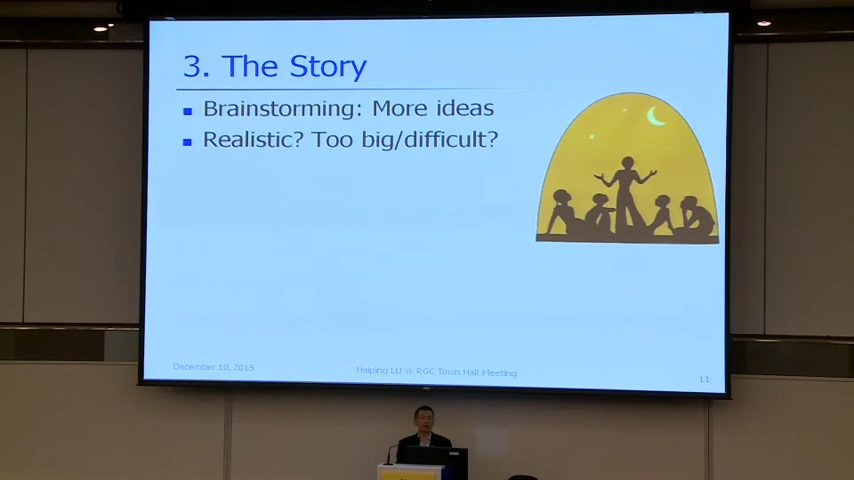 3. The Story
Brainstorming: More ideas
Realistic? Too big/difficult?
December 10, 2015
Haiping LU @ RGC Town Hall Meeting
11